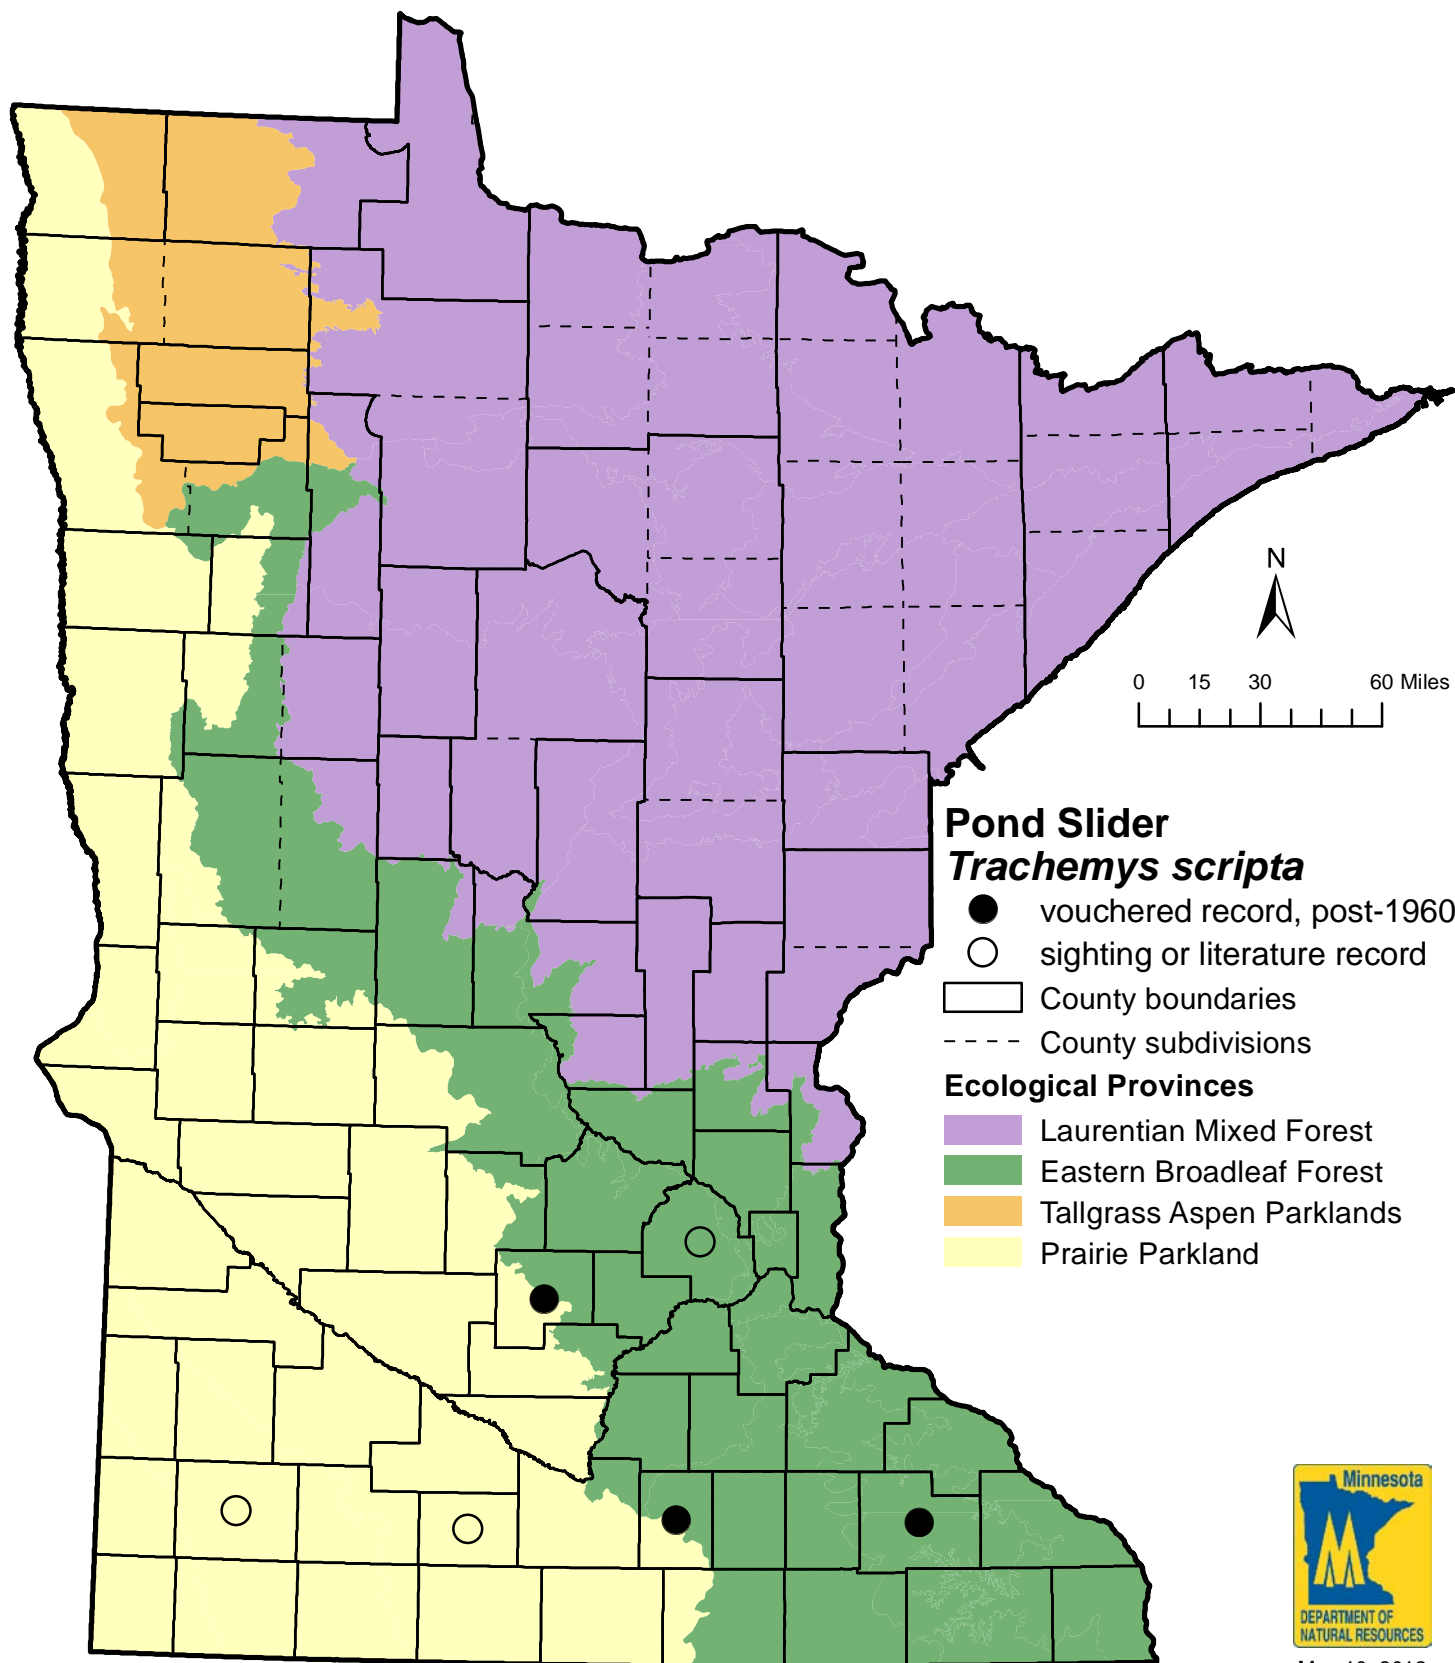 N
0 15 30 60 Miles
Pond Slider
Trachemys scripta
vouchered record, post-1960
sighting or literature record
County boundaries
County subdivisions
Ecological Provinces
Laurentian Mixed Forest
Eastern Broadleaf Forest
Tallgrass Aspen Parklands
Prairie Parkland
Minnesota
DEPARTMENT OF
NATURAL RESOURCES